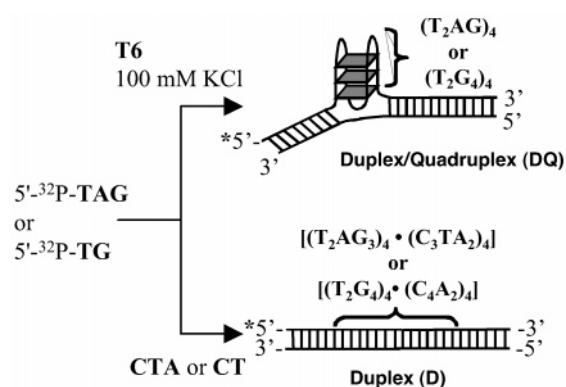 T6
100 mM KCl
(T₂AG)₄
or
(T₂G₄)₄
3'
5'
*5'-
3'
Duplex/Quadruplex (DQ)
5'-³²P-TAG
or
5'-³²P-TG
[(T₂AG₃)₄ • (C₃TA₂)₄]
or
[(T₂G₄)₄• (C₄A₂)₄]
*5'- -3'
3'- -5'
CTA or CT
Duplex (D)